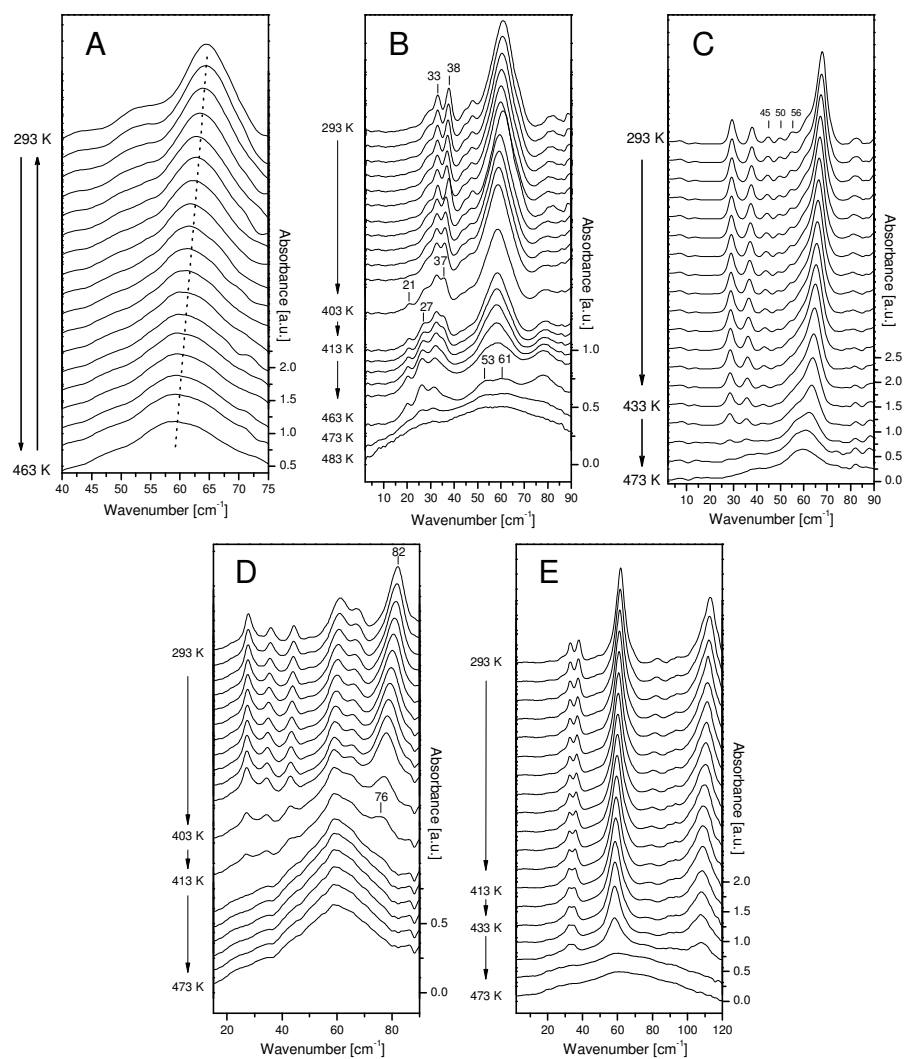 A
293 K
463 K
2.0
1.5
1.0
0.5
Absorbance [a.u.]
40 45 50 55 60 65 70 75
Wavenumber [cm⁻¹]
B
33
38
293 K
37
21
403 K
27
413 K
53 61
463 K
473 K
483 K
1.0
0.5
0.0
Absorbance [a.u.]
10 20 30 40 50 60 70 80 90
Wavenumber [cm⁻¹]
C
45 50 56
293 K
433 K
473 K
2.5
2.0
1.5
1.0
0.5
0.0
Absorbance [a.u.]
10 20 30 40 50 60 70 80 90
Wavenumber [cm⁻¹]
D
82
293 K
76
403 K
413 K
473 K
0.5
0.0
Absorbance [a.u.]
20 40 60 80
Wavenumber [cm⁻¹]
E
293 K
413 K
433 K
473 K
2.0
1.5
1.0
0.5
0.0
Absorbance [a.u.]
20 40 60 80 100 120
Wavenumber [cm⁻¹]